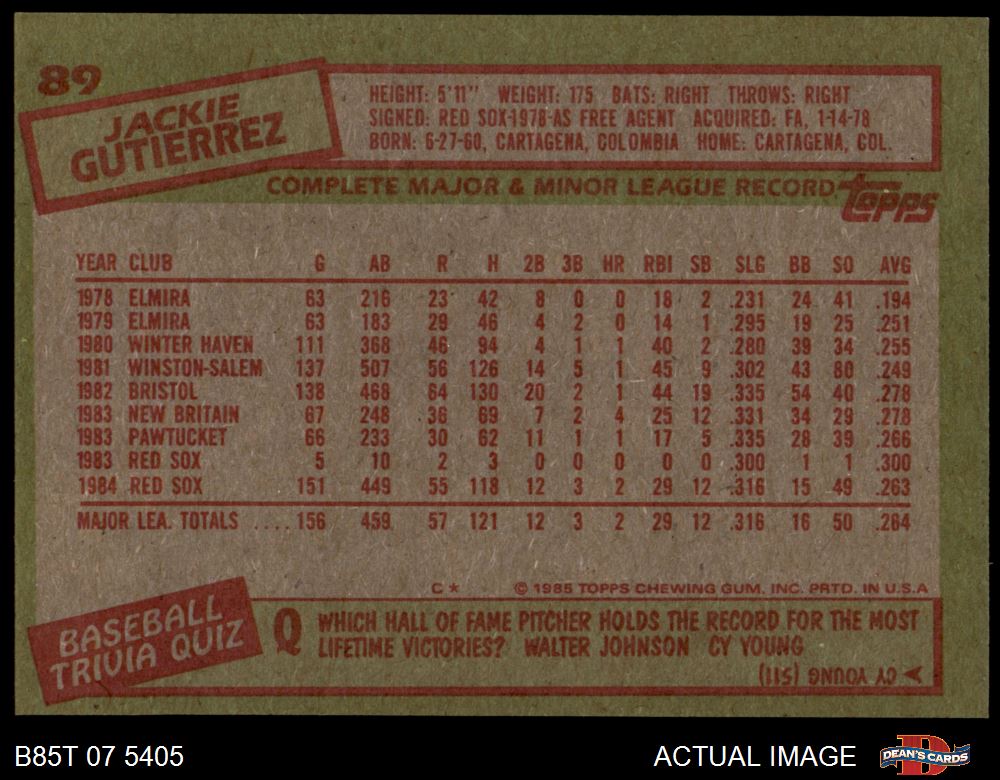 89
JACKIE
GUTIERREZ
HEIGHT: 5'11" WEIGHT: 175 BATS: RIGHT THROWS: RIGHT
SIGNED: RED SOX-1978-AS FREE AGENT ACQUIRED: FA, 1-14-78
BORN: 6-27-60, CARTAGENA, COLOMBIA HOME: CARTAGENA, COL.
COMPLETE MAJOR & MINOR LEAGUE RECORD topps
YEAR CLUB G AB R H 2B 3B HR RBI SB SLG BB SO AVG
1978 ELMIRA 63 216 23 42 8 0 0 18 2 .231 24 41 .194
1979 ELMIRA 63 183 29 46 4 2 0 14 1 .295 19 25 .251
1980 WINTER HAVEN 111 368 46 94 4 1 1 40 2 .280 39 34 .255
1981 WINSTON-SALEM 137 507 56 126 14 5 1 45 9 .302 43 80 .249
1982 BRISTOL 138 468 64 130 20 2 1 44 19 .335 54 40 .278
1983 NEW BRITAIN 67 248 36 69 7 2 4 25 12 .331 34 29 .278
1983 PAWTUCKET 66 233 30 62 11 1 1 17 5 .335 28 39 .266
1983 RED SOX 5 10 2 3 0 0 0 0 0 .300 1 1 .300
1984 RED SOX 151 449 55 118 12 3 2 29 12 .316 15 49 .263
MAJOR LEA. TOTALS .... 156 459 57 121 12 3 2 29 12 .316 16 50 .264
C* © 1985 TOPPS CHEWING GUM, INC. PRTD. IN U.S.A
BASEBALL
TRIVIA QUIZ
Q WHICH HALL OF FAME PITCHER HOLDS THE RECORD FOR THE MOST
LIFETIME VICTORIES? WALTER JOHNSON CY YOUNG
CY YOUNG (511)
B85T 07 5405 ACTUAL IMAGE DEAN'S CARDS